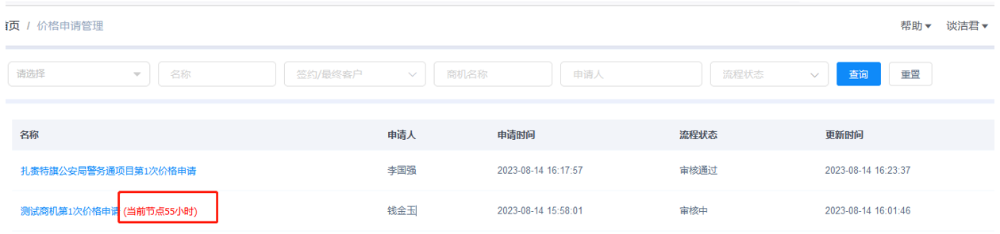 首页 / 价格申请管理 帮助 谈洁君
请选择 名称 签约/最终客户 商机名称 申请人 流程状态 查询 重置
名称 申请人 申请时间 流程状态 更新时间
扎赉特旗公安局警务通项目第1次价格申请 李国强 2023-08-14 16:17:57 审核通过 2023-08-14 16:23:37
测试商机第1次价格申请 (当前节点55小时) 钱金玉 2023-08-14 15:58:01 审核中 2023-08-14 16:01:46